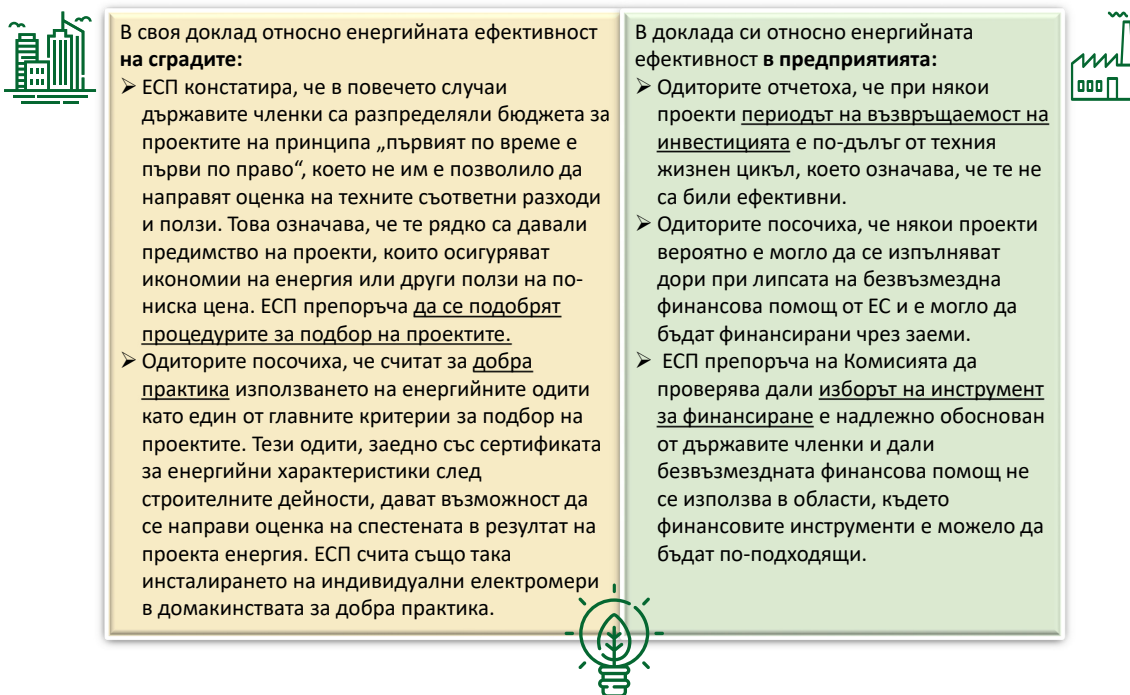 В своя доклад относно енергийната ефективност
на сградите:
➢ ЕСП констатира, че в повечето случаи
държавите членки са разпределяли бюджета за
проектите на принципа „първият по време е
първи по право“, което не им е позволило да
направят оценка на техните съответни разходи
и ползи. Това означава, че те рядко са давали
предимство на проекти, които осигуряват
икономии на енергия или други ползи на по-
ниска цена. ЕСП препоръча да се подобрят
процедурите за подбор на проектите.
➢ Одиторите посочиха, че считат за добра
практика използването на енергийните одити
като един от главните критерии за подбор на
проектите. Тези одити, заедно със сертификата
за енергийни характеристики след
строителните дейности, дават възможност да
се направи оценка на спестената в резултат на
проекта енергия. ЕСП счита също така
инсталирането на индивидуални електромери
в домакинствата за добра практика.
В доклада си относно енергийната
ефективност в предприятията:
➢ Одиторите отчетоха, че при някои
проекти периодът на възвръщаемост на
инвестицията е по-дълъг от техния
жизнен цикъл, което означава, че те не
са били ефективни.
➢ Одиторите посочиха, че някои проекти
вероятно е могло да се изпълняват
дори при липсата на безвъзмездна
финансова помощ от ЕС и е могло да
бъдат финансирани чрез заеми.
➢ ЕСП препоръча на Комисията да
проверява дали изборът на инструмент
за финансиране е надлежно обоснован
от държавите членки и дали
безвъзмездната финансова помощ не
се използва в области, където
финансовите инструменти е можело да
бъдат по-подходящи.